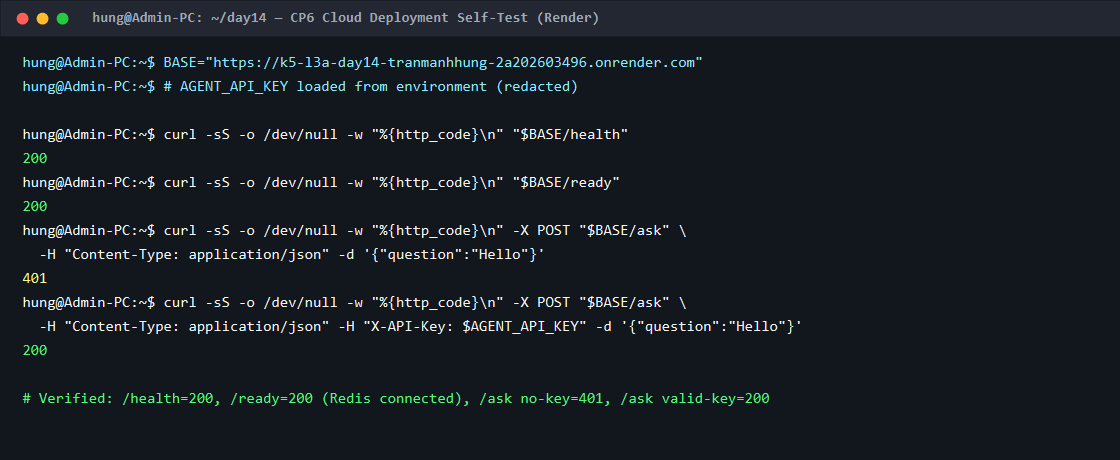 hung@Admin-PC: ~/day14 — CP6 Cloud Deployment Self-Test (Render)
hung@Admin-PC:~$ BASE="https://k5-l3a-day14-tranmanhhung-2a202603496.onrender.com"
hung@Admin-PC:~$ # AGENT_API_KEY loaded from environment (redacted)
hung@Admin-PC:~$ curl -sS -o /dev/null -w "%{http_code}\n" "$BASE/health"
200
hung@Admin-PC:~$ curl -sS -o /dev/null -w "%{http_code}\n" "$BASE/ready"
200
hung@Admin-PC:~$ curl -sS -o /dev/null -w "%{http_code}\n" -X POST "$BASE/ask" \
-H "Content-Type: application/json" -d '{"question":"Hello"}'
401
hung@Admin-PC:~$ curl -sS -o /dev/null -w "%{http_code}\n" -X POST "$BASE/ask" \
-H "Content-Type: application/json" -H "X-API-Key: $AGENT_API_KEY" -d '{"question":"Hello"}'
200
# Verified: /health=200, /ready=200 (Redis connected), /ask no-key=401, /ask valid-key=200